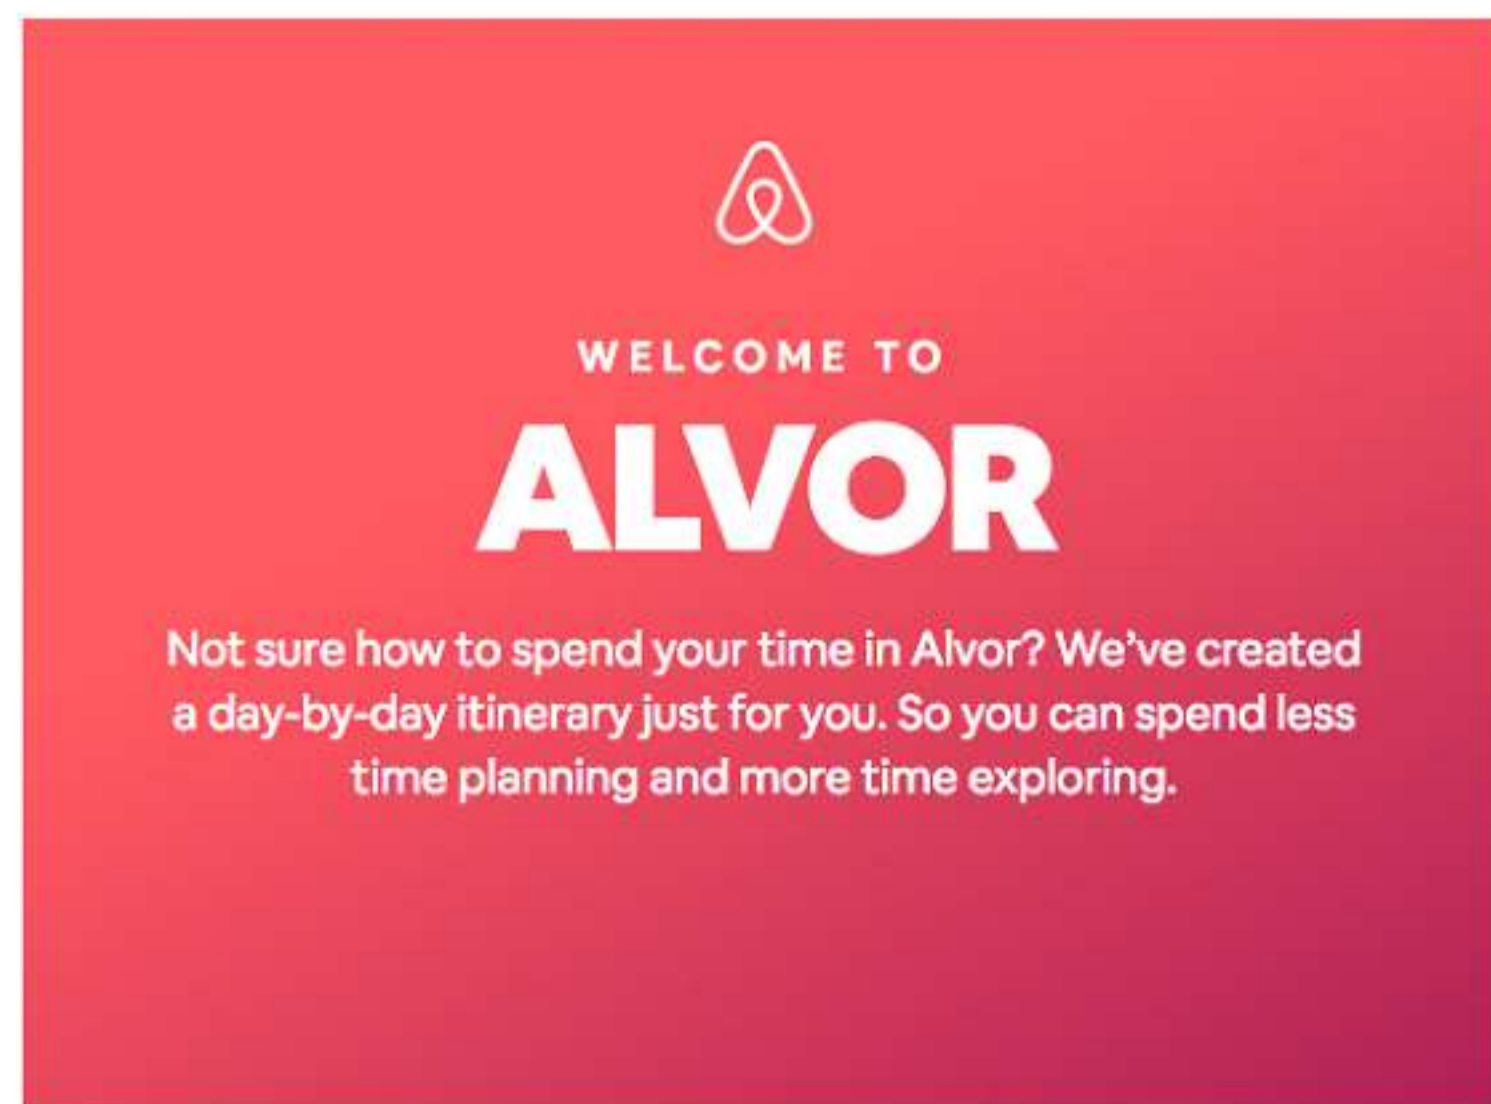 WELCOME TO
ALVOR
Not sure how to spend your time in Alvor? We’ve created
a day-by-day itinerary just for you. So you can spend less
time planning and more time exploring.